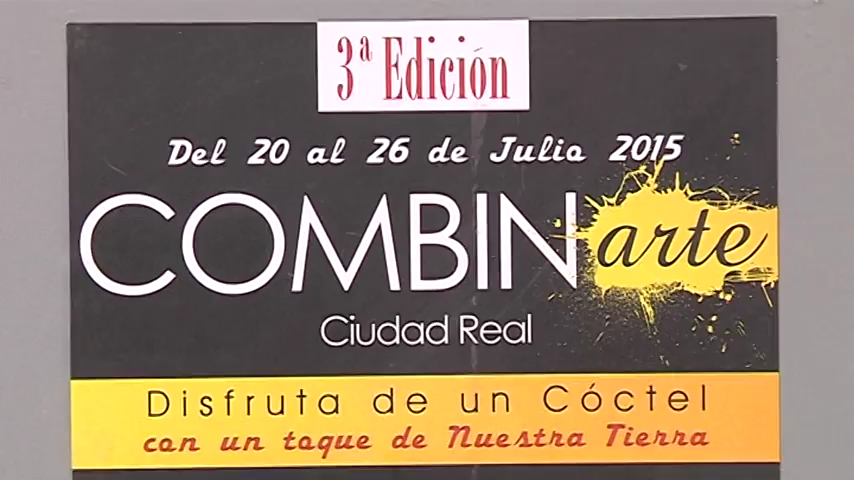 3ª Edición
Del 20 al 26 de Julio 2015
COMBINarte
Ciudad Real
Disfruta de un Cóctel
con un toque de Nuestra Tierra